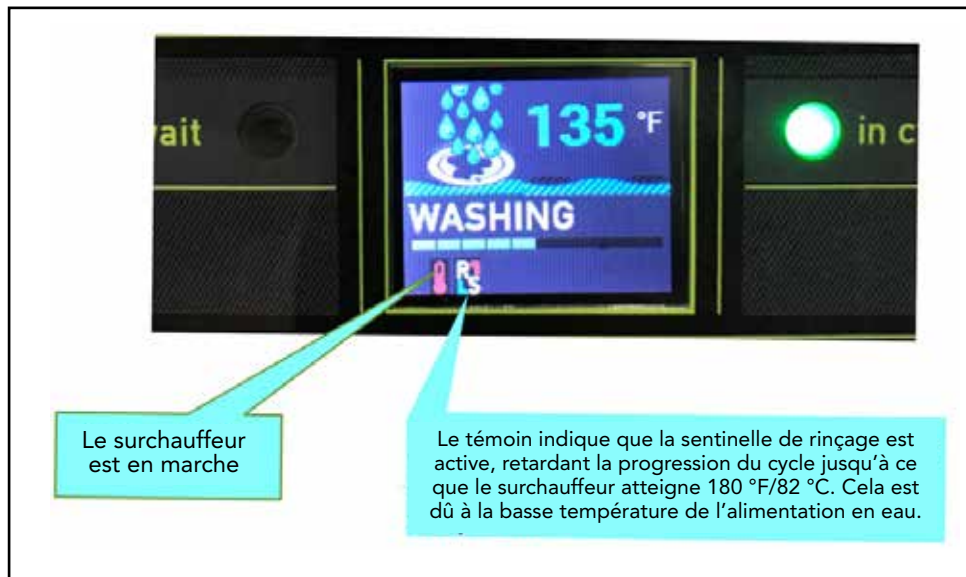 ait
135 °F
in c
WASHING
R
S
Le surchauffeur
est en marche
Le témoin indique que la sentinelle de rinçage est
active, retardant la progression du cycle jusqu’à ce
que le surchauffeur atteigne 180 °F/82 °C. Cela est
dû à la basse température de l’alimentation en eau.